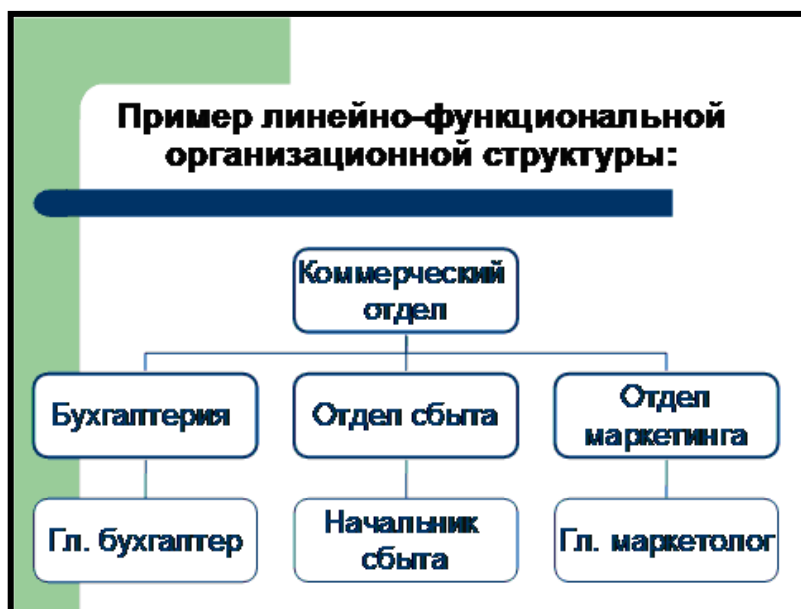 Пример линейно-функциональной
организационной структуры:
Коммерческий
отдел
Бухгалтерия
Отдел сбыта
Отдел
маркетинга
Гл. бухгалтер
Начальник
сбыта
Гл. маркетолог